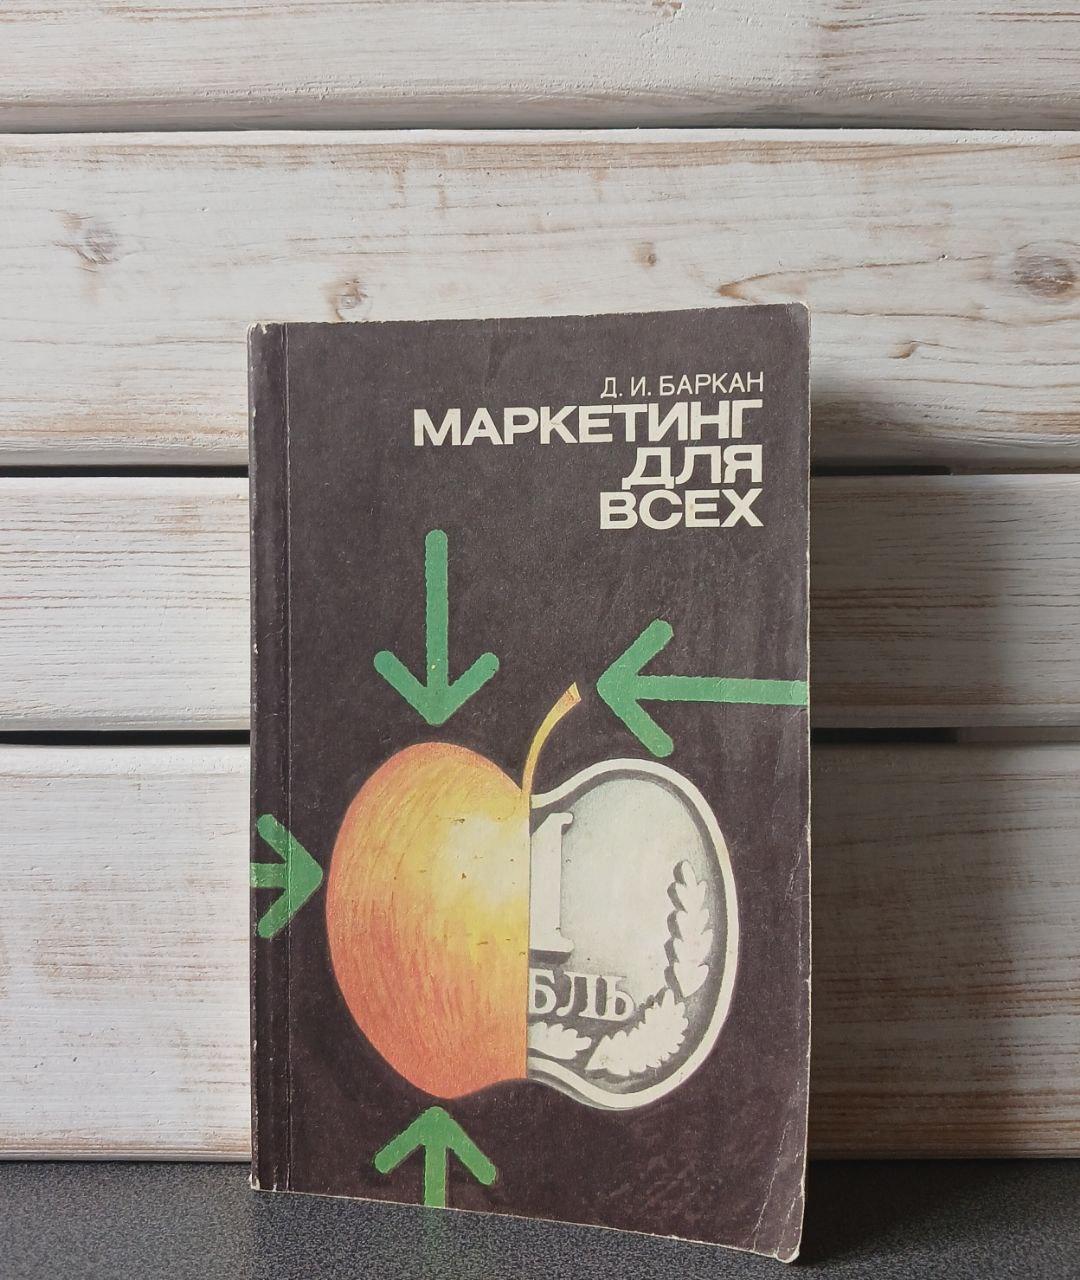 Д. И. БАРКАН
МАРКЕТИНГ
ДЛЯ
ВСЕХ
1
БЛЬ